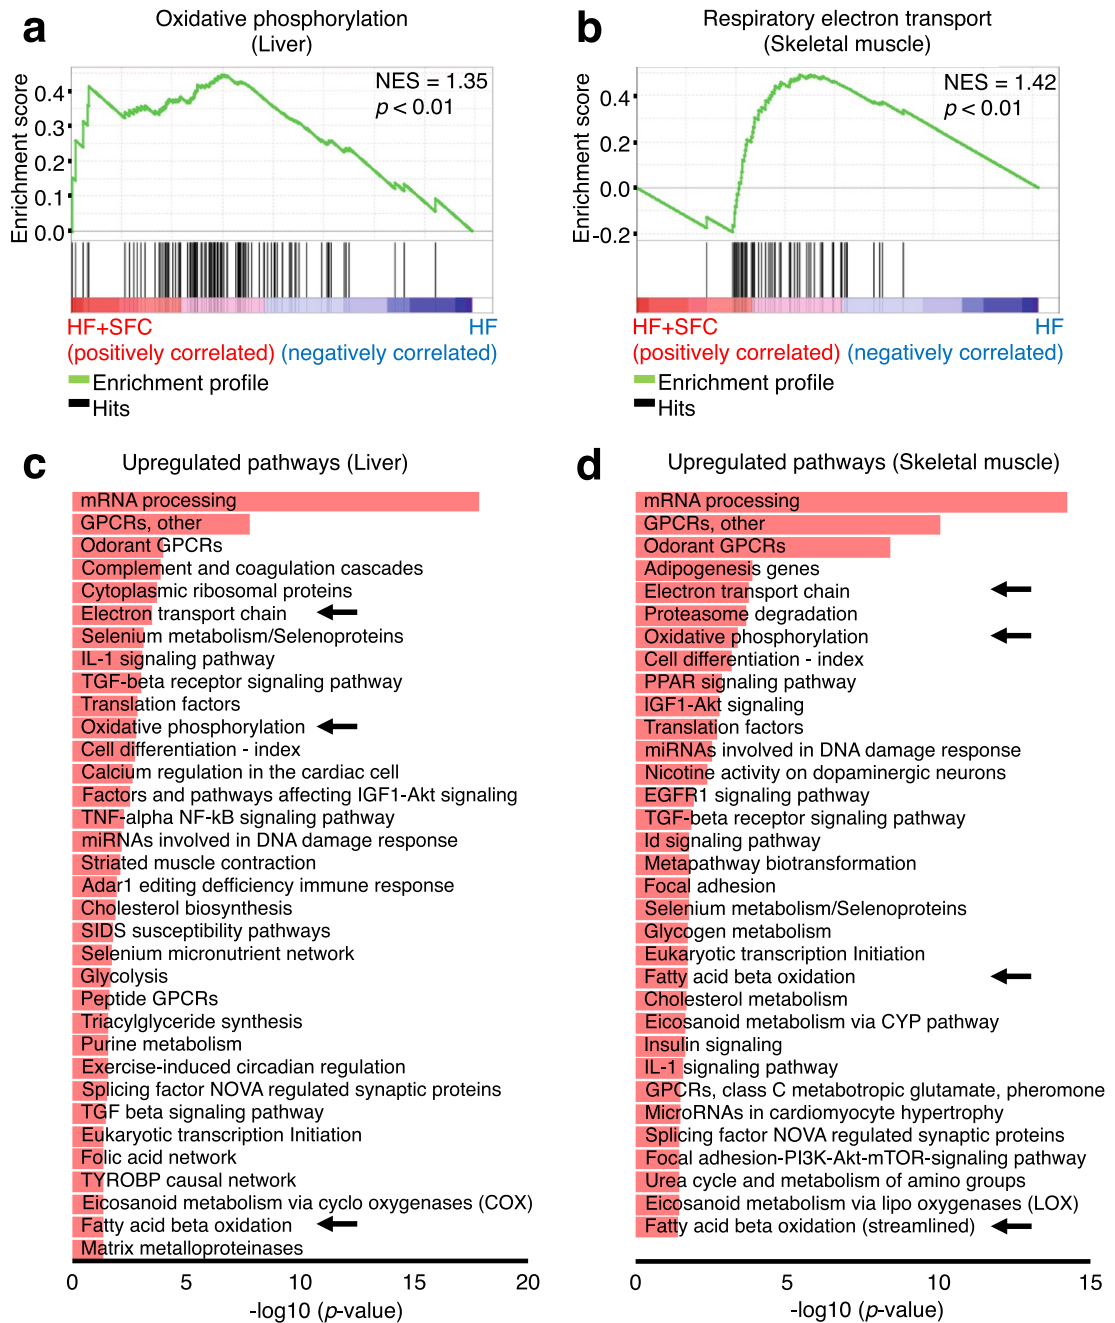 a
Oxidative phosphorylation
(Liver)
NES = 1.35
p < 0.01
Enrichment score
0.4
0.3
0.2
0.1
0.0
HF+SFC
HF
(positively correlated) (negatively correlated)
Enrichment profile
Hits
b
Respiratory electron transport
(Skeletal muscle)
NES = 1.42
p < 0.01
Enrichment score
0.4
0.2
0.0
-0.2
HF+SFC
HF
(positively correlated) (negatively correlated)
Enrichment profile
Hits
c
Upregulated pathways (Liver)
mRNA processing
GPCRs, other
Odorant GPCRs
Complement and coagulation cascades
Cytoplasmic ribosomal proteins
Electron transport chain
Selenium metabolism/Selenoproteins
IL-1 signaling pathway
TGF-beta receptor signaling pathway
Translation factors
Oxidative phosphorylation
Cell differentiation - index
Calcium regulation in the cardiac cell
Factors and pathways affecting IGF1-Akt signaling
TNF-alpha NF-kB signaling pathway
miRNAs involved in DNA damage response
Striated muscle contraction
Adar1 editing defficiency immune response
Cholesterol biosynthesis
SIDS susceptibility pathways
Selenium micronutrient network
Glycolysis
Peptide GPCRs
Triacylglyceride synthesis
Purine metabolism
Exercise-induced circadian regulation
Splicing factor NOVA regulated synaptic proteins
TGF beta signaling pathway
Eukaryotic transcription Initiation
Folic acid network
TYROBP causal network
Eicosanoid metabolism via cyclo oxygenases (COX)
Fatty acid beta oxidation
Matrix metalloproteinases
0 5 10 15 20
-log10 (p-value)
d
Upregulated pathways (Skeletal muscle)
mRNA processing
GPCRs, other
Odorant GPCRs
Adipogenesis genes
Electron transport chain
Proteasome degradation
Oxidative phosphorylation
Cell differentiation - index
PPAR signaling pathway
IGF1-Akt signaling
Translation factors
miRNAs involved in DNA damage response
Nicotine activity on dopaminergic neurons
EGFR1 signaling pathway
TGF-beta receptor signaling pathway
Id signaling pathway
Metapathway biotransformation
Focal adhesion
Selenium metabolism/Selenoproteins
Glycogen metabolism
Eukaryotic transcription Initiation
Fatty acid beta oxidation
Cholesterol metabolism
Eicosanoid metabolism via CYP pathway
Insulin signaling
IL-1 signaling pathway
GPCRs, class C metabotropic glutamate, pheromone
MicroRNAs in cardiomyocyte hypertrophy
Splicing factor NOVA regulated synaptic proteins
Focal adhesion-PI3K-Akt-mTOR-signaling pathway
Urea cycle and metabolism of amino groups
Eicosanoid metabolism via lipo oxygenases (LOX)
Fatty acid beta oxidation (streamlined)
0 5 10 15
-log10 (p-value)